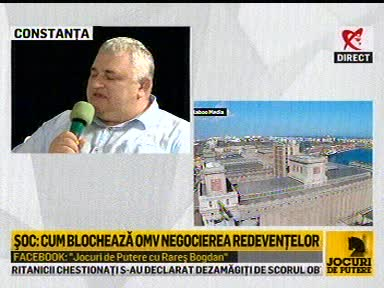 CONSTANȚA
DIRECT
Taboo Media
ȘOC: CUM BLOCHEAZĂ OMV NEGOCIEREA REDEVENȚELOR
FACEBOOK: "Jocuri de Putere cu Rareș Bogdan"
JOCURI
DE PUTERE
RITANICII CHESTIONAȚI S-AU DECLARAT DEZAMĂGIȚI DE SCORUL OB